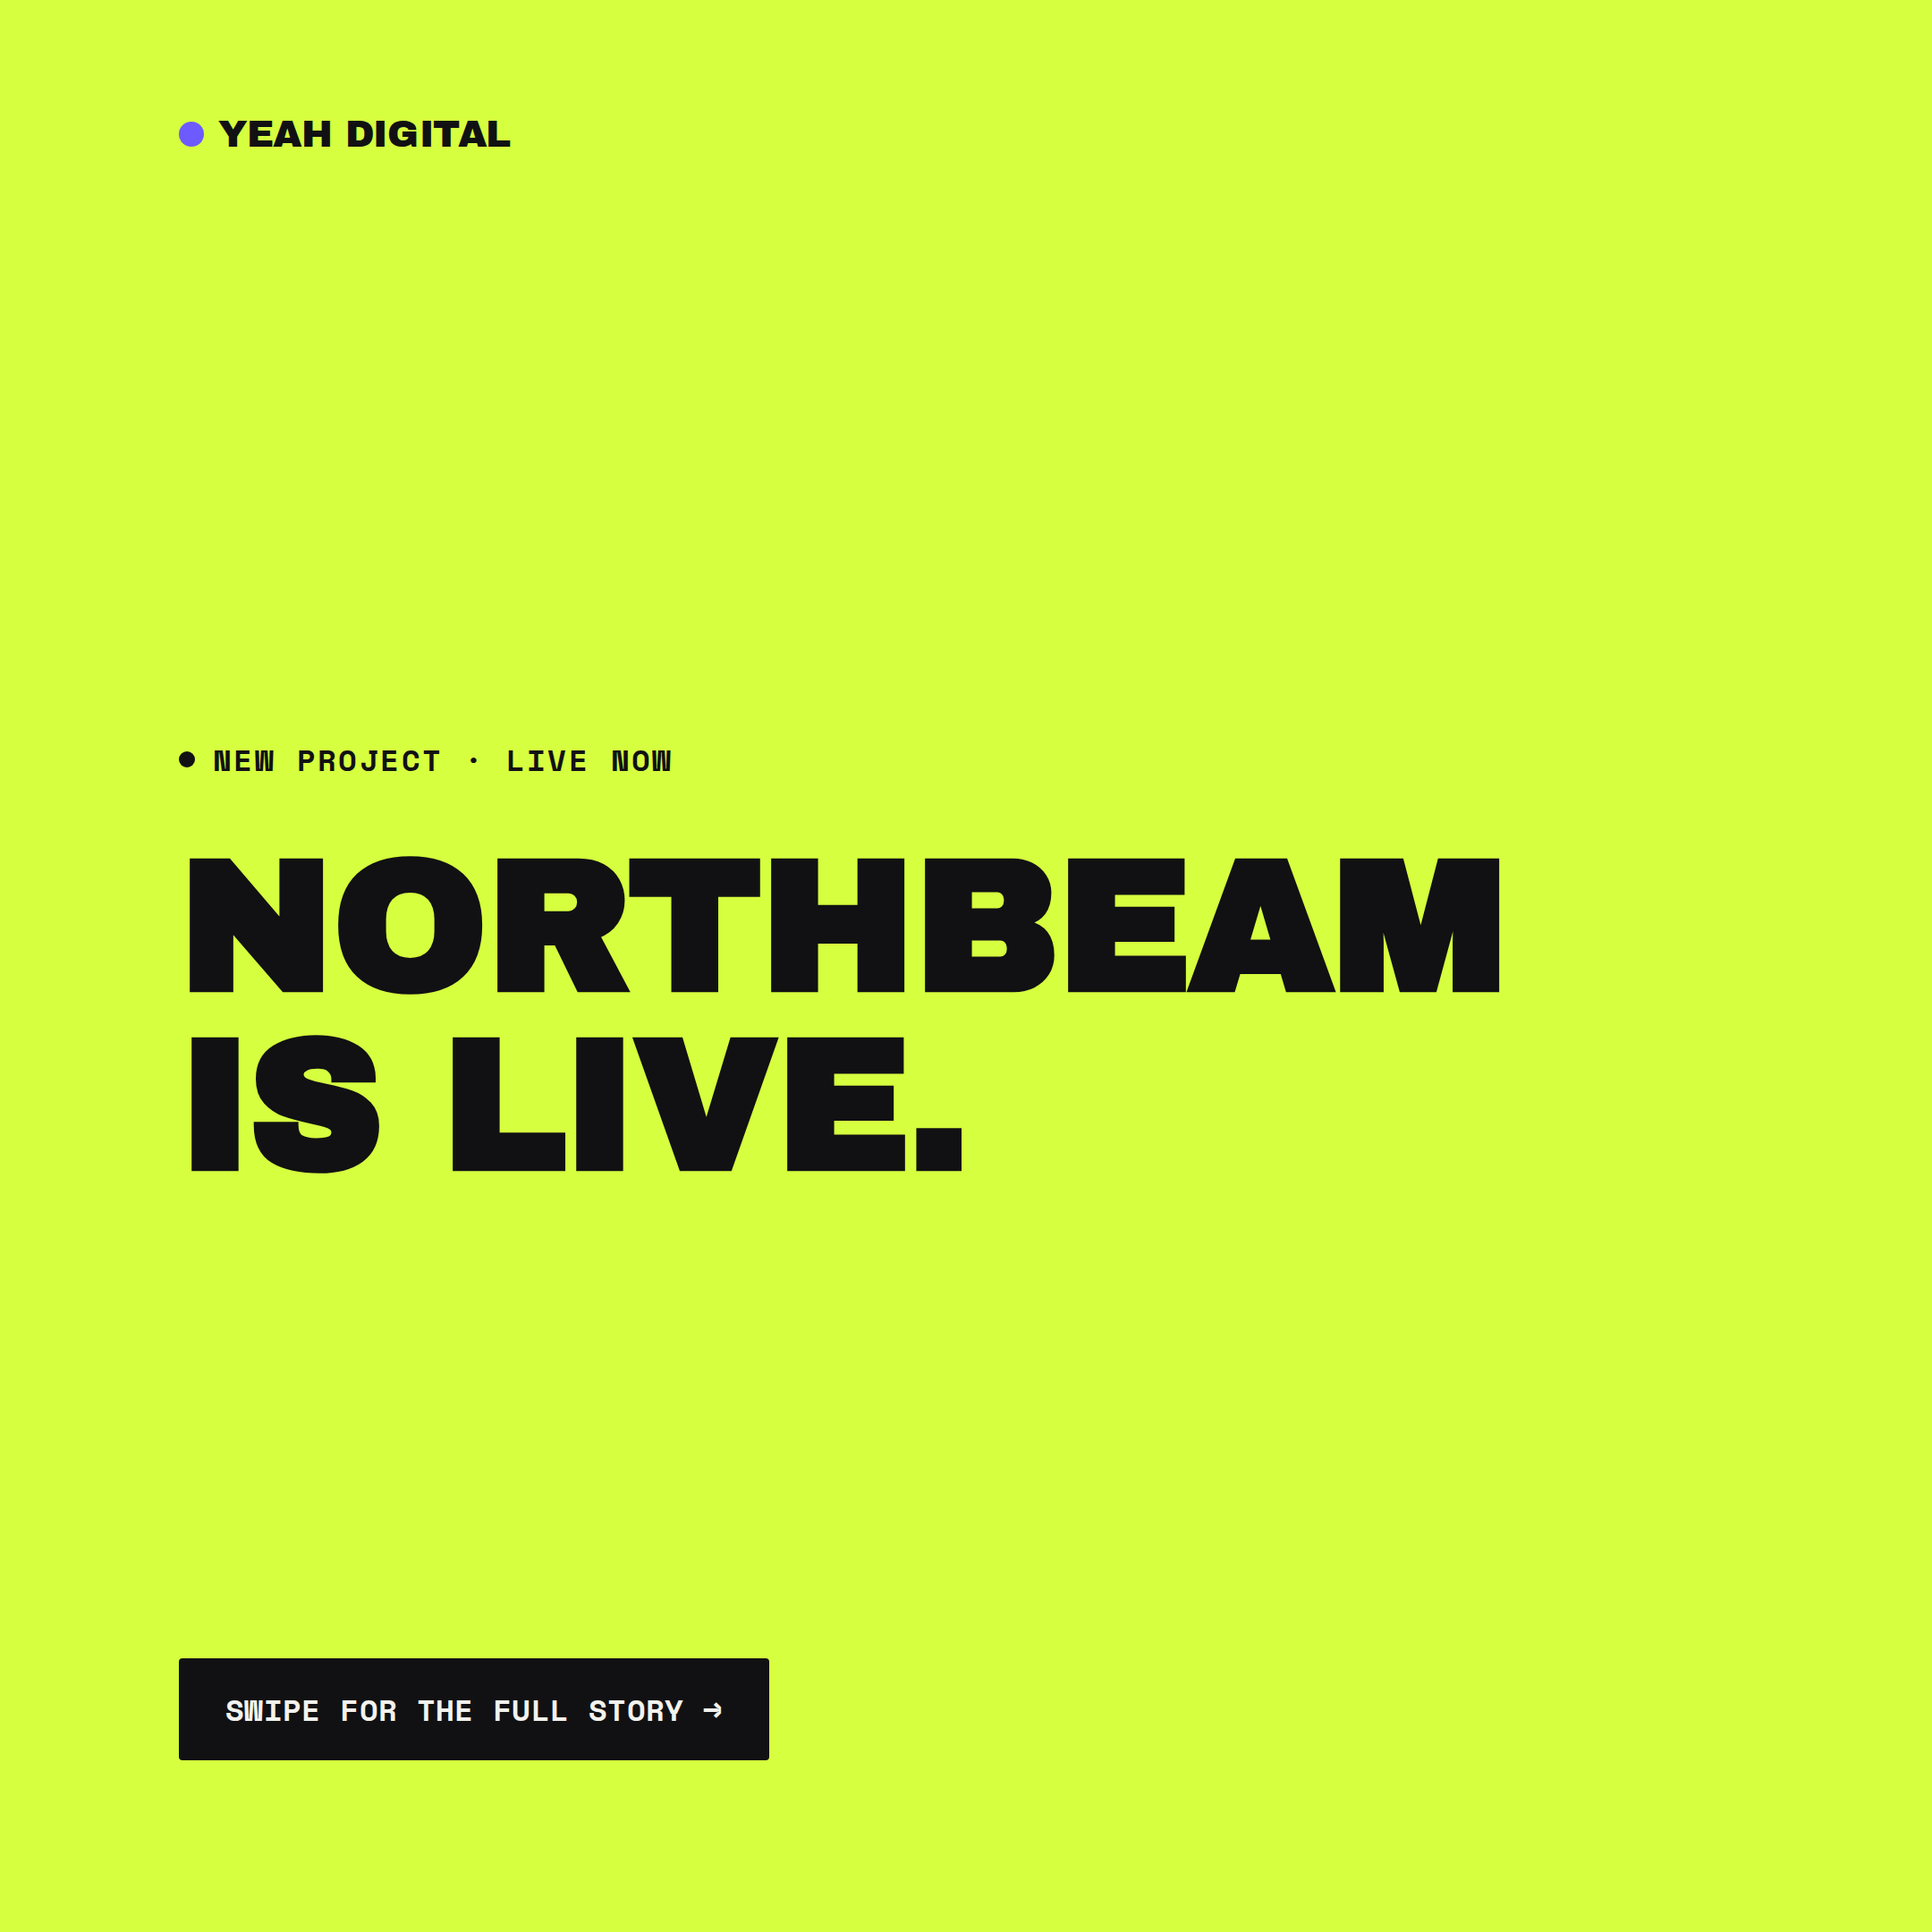 YEAH DIGITAL
NEW PROJECT · LIVE NOW
NORTHBEAM
IS LIVE.
SWIPE FOR THE FULL STORY →